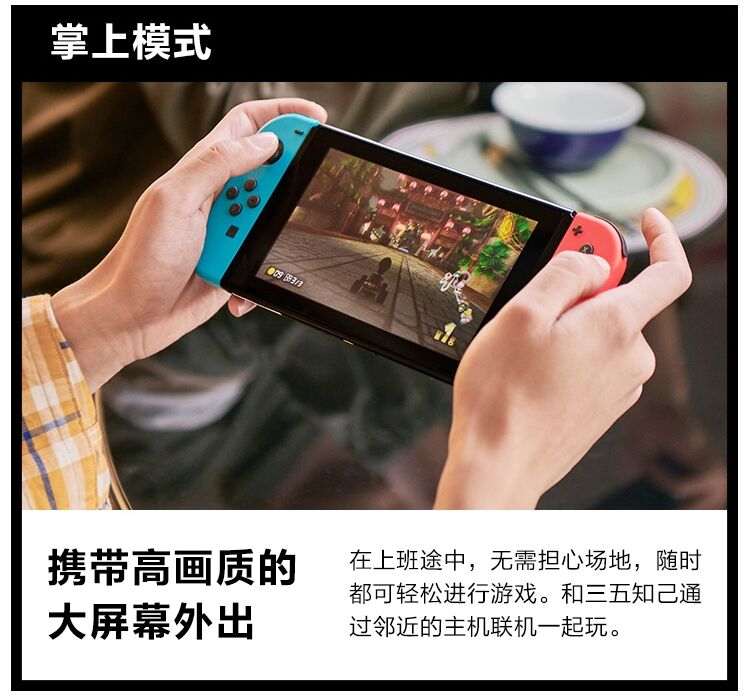 掌上模式
携带高画质的
大屏幕外出
在上班途中，无需担心场地，随时
都可轻松进行游戏。和三五知己通
过邻近的主机联机一起玩。